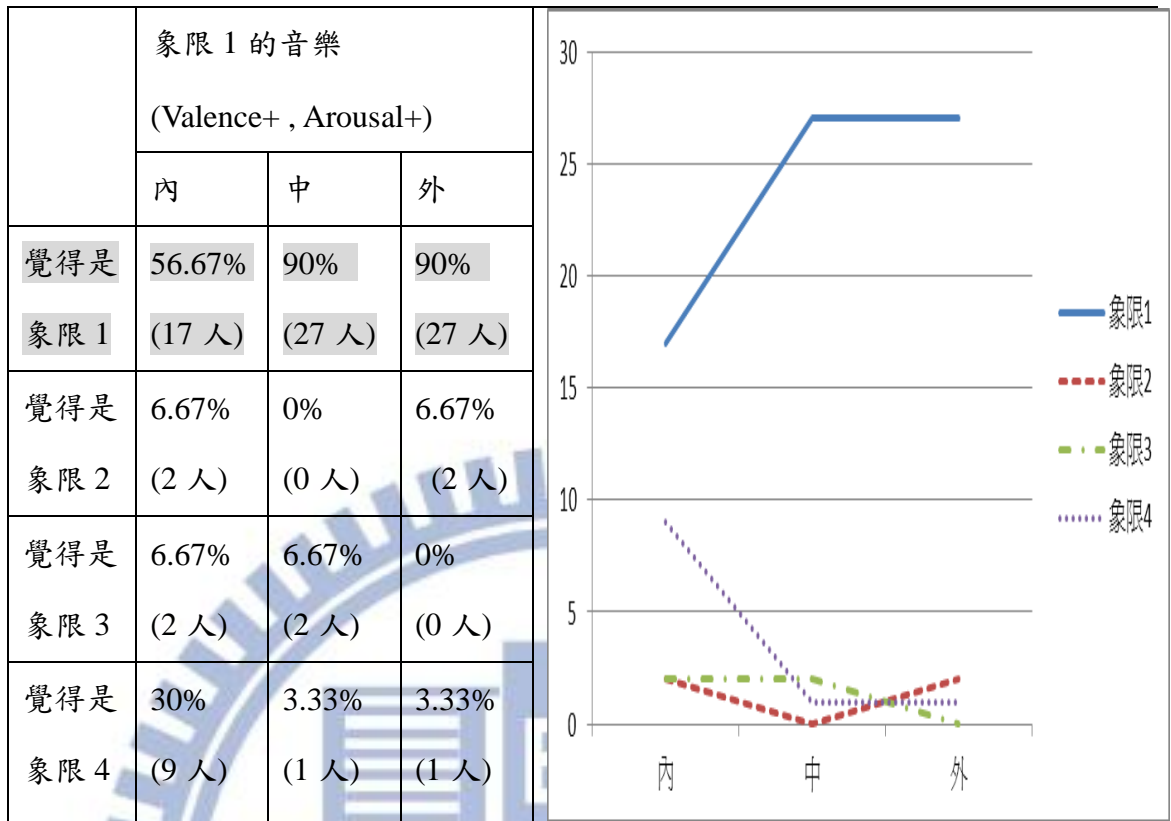 象限 1 的音樂
(Valence+ , Arousal+)
內 中 外
覺得是 56.67% 90% 90%
象限 1 (17 人) (27 人) (27 人)
覺得是 6.67% 0% 6.67%
象限 2 (2 人) (0 人) (2 人)
覺得是 6.67% 6.67% 0%
象限 3 (2 人) (2 人) (0 人)
覺得是 30% 3.33% 3.33%
象限 4 (9 人) (1 人) (1 人)
30
25
20
15
10
5
0
內 中 外
象限1
象限2
象限3
象限4